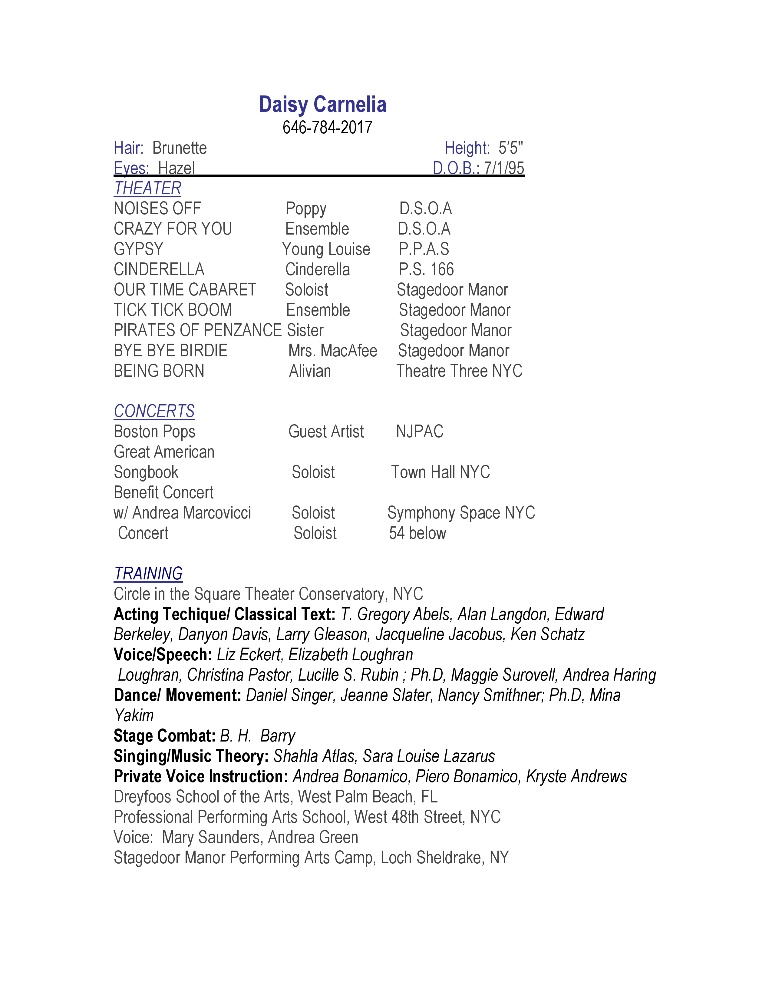 Daisy Carnelia
646-784-2017
Hair: Brunette Height: 5'5"
Eyes: Hazel D.O.B.: 7/1/95
THEATER
NOISES OFF Poppy D.S.O.A
CRAZY FOR YOU Ensemble D.S.O.A
GYPSY Young Louise P.P.A.S
CINDERELLA Cinderella P.S. 166
OUR TIME CABARET Soloist Stagedoor Manor
TICK TICK BOOM Ensemble Stagedoor Manor
PIRATES OF PENZANCE Sister Stagedoor Manor
BYE BYE BIRDIE Mrs. MacAfee Stagedoor Manor
BEING BORN Alivian Theatre Three NYC
CONCERTS
Boston Pops Guest Artist NJPAC
Great American
Songbook Soloist Town Hall NYC
Benefit Concert
w/ Andrea Marcovicci Soloist Symphony Space NYC
Concert Soloist 54 below
TRAINING
Circle in the Square Theater Conservatory, NYC
Acting Techique/ Classical Text: T. Gregory Abels, Alan Langdon, Edward
Berkeley, Danyon Davis, Larry Gleason, Jacqueline Jacobus, Ken Schatz
Voice/Speech: Liz Eckert, Elizabeth Loughran
Loughran, Christina Pastor, Lucille S. Rubin ; Ph.D, Maggie Surovell, Andrea Haring
Dance/ Movement: Daniel Singer, Jeanne Slater, Nancy Smithner; Ph.D, Mina
Yakim
Stage Combat: B. H. Barry
Singing/Music Theory: Shahla Atlas, Sara Louise Lazarus
Private Voice Instruction: Andrea Bonamico, Piero Bonamico, Kryste Andrews
Dreyfoos School of the Arts, West Palm Beach, FL
Professional Performing Arts School, West 48th Street, NYC
Voice: Mary Saunders, Andrea Green
Stagedoor Manor Performing Arts Camp, Loch Sheldrake, NY